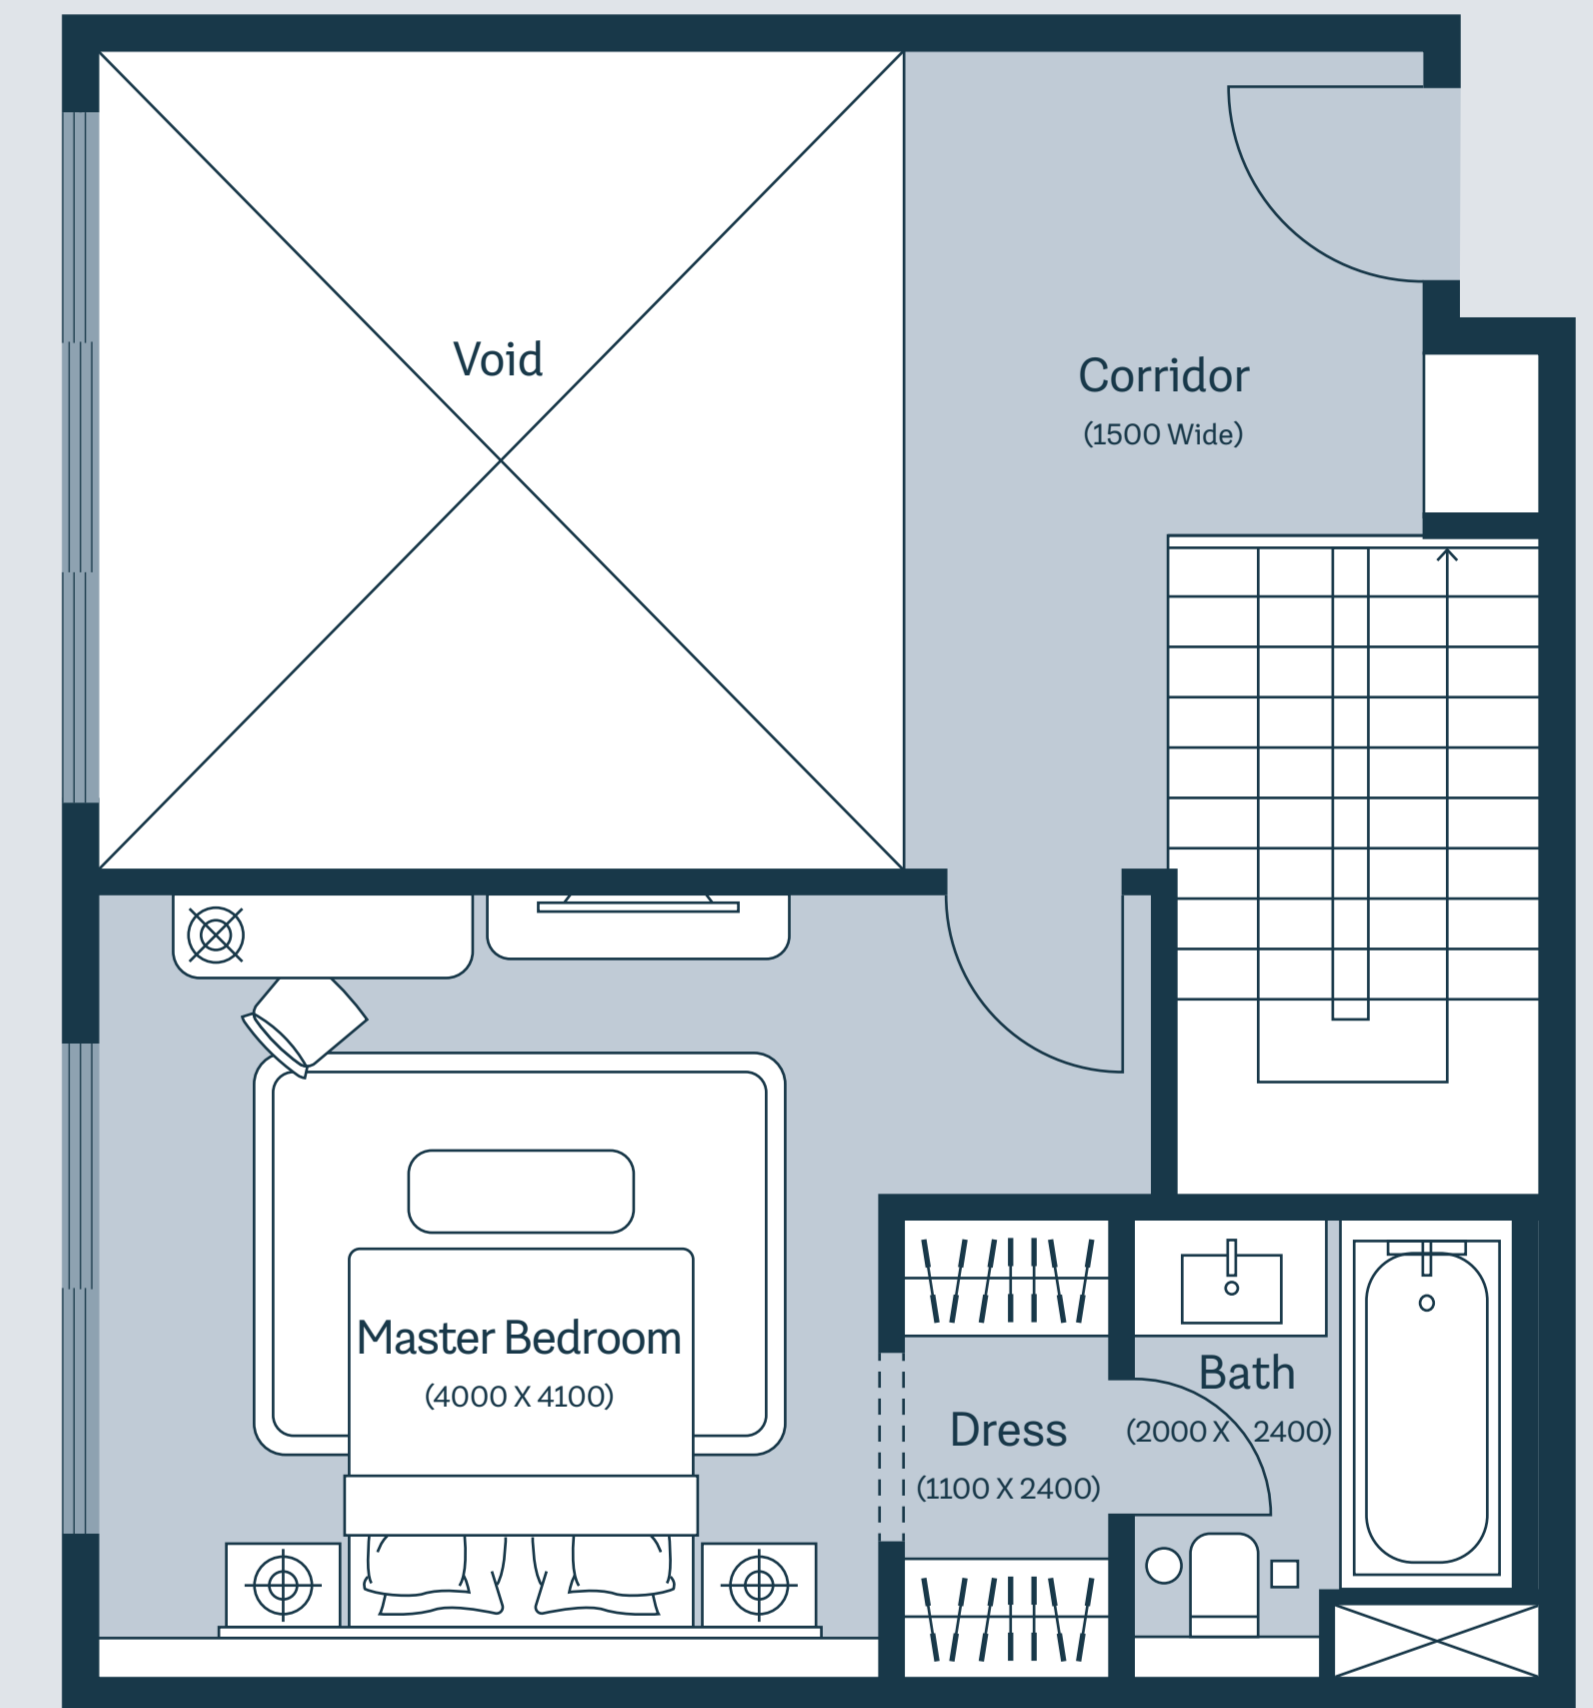 Void
Corridor
(1500 Wide)
Master Bedroom
(4000 X 4100)
Dress
(1100 X 2400)
Bath
(2000 X 2400)